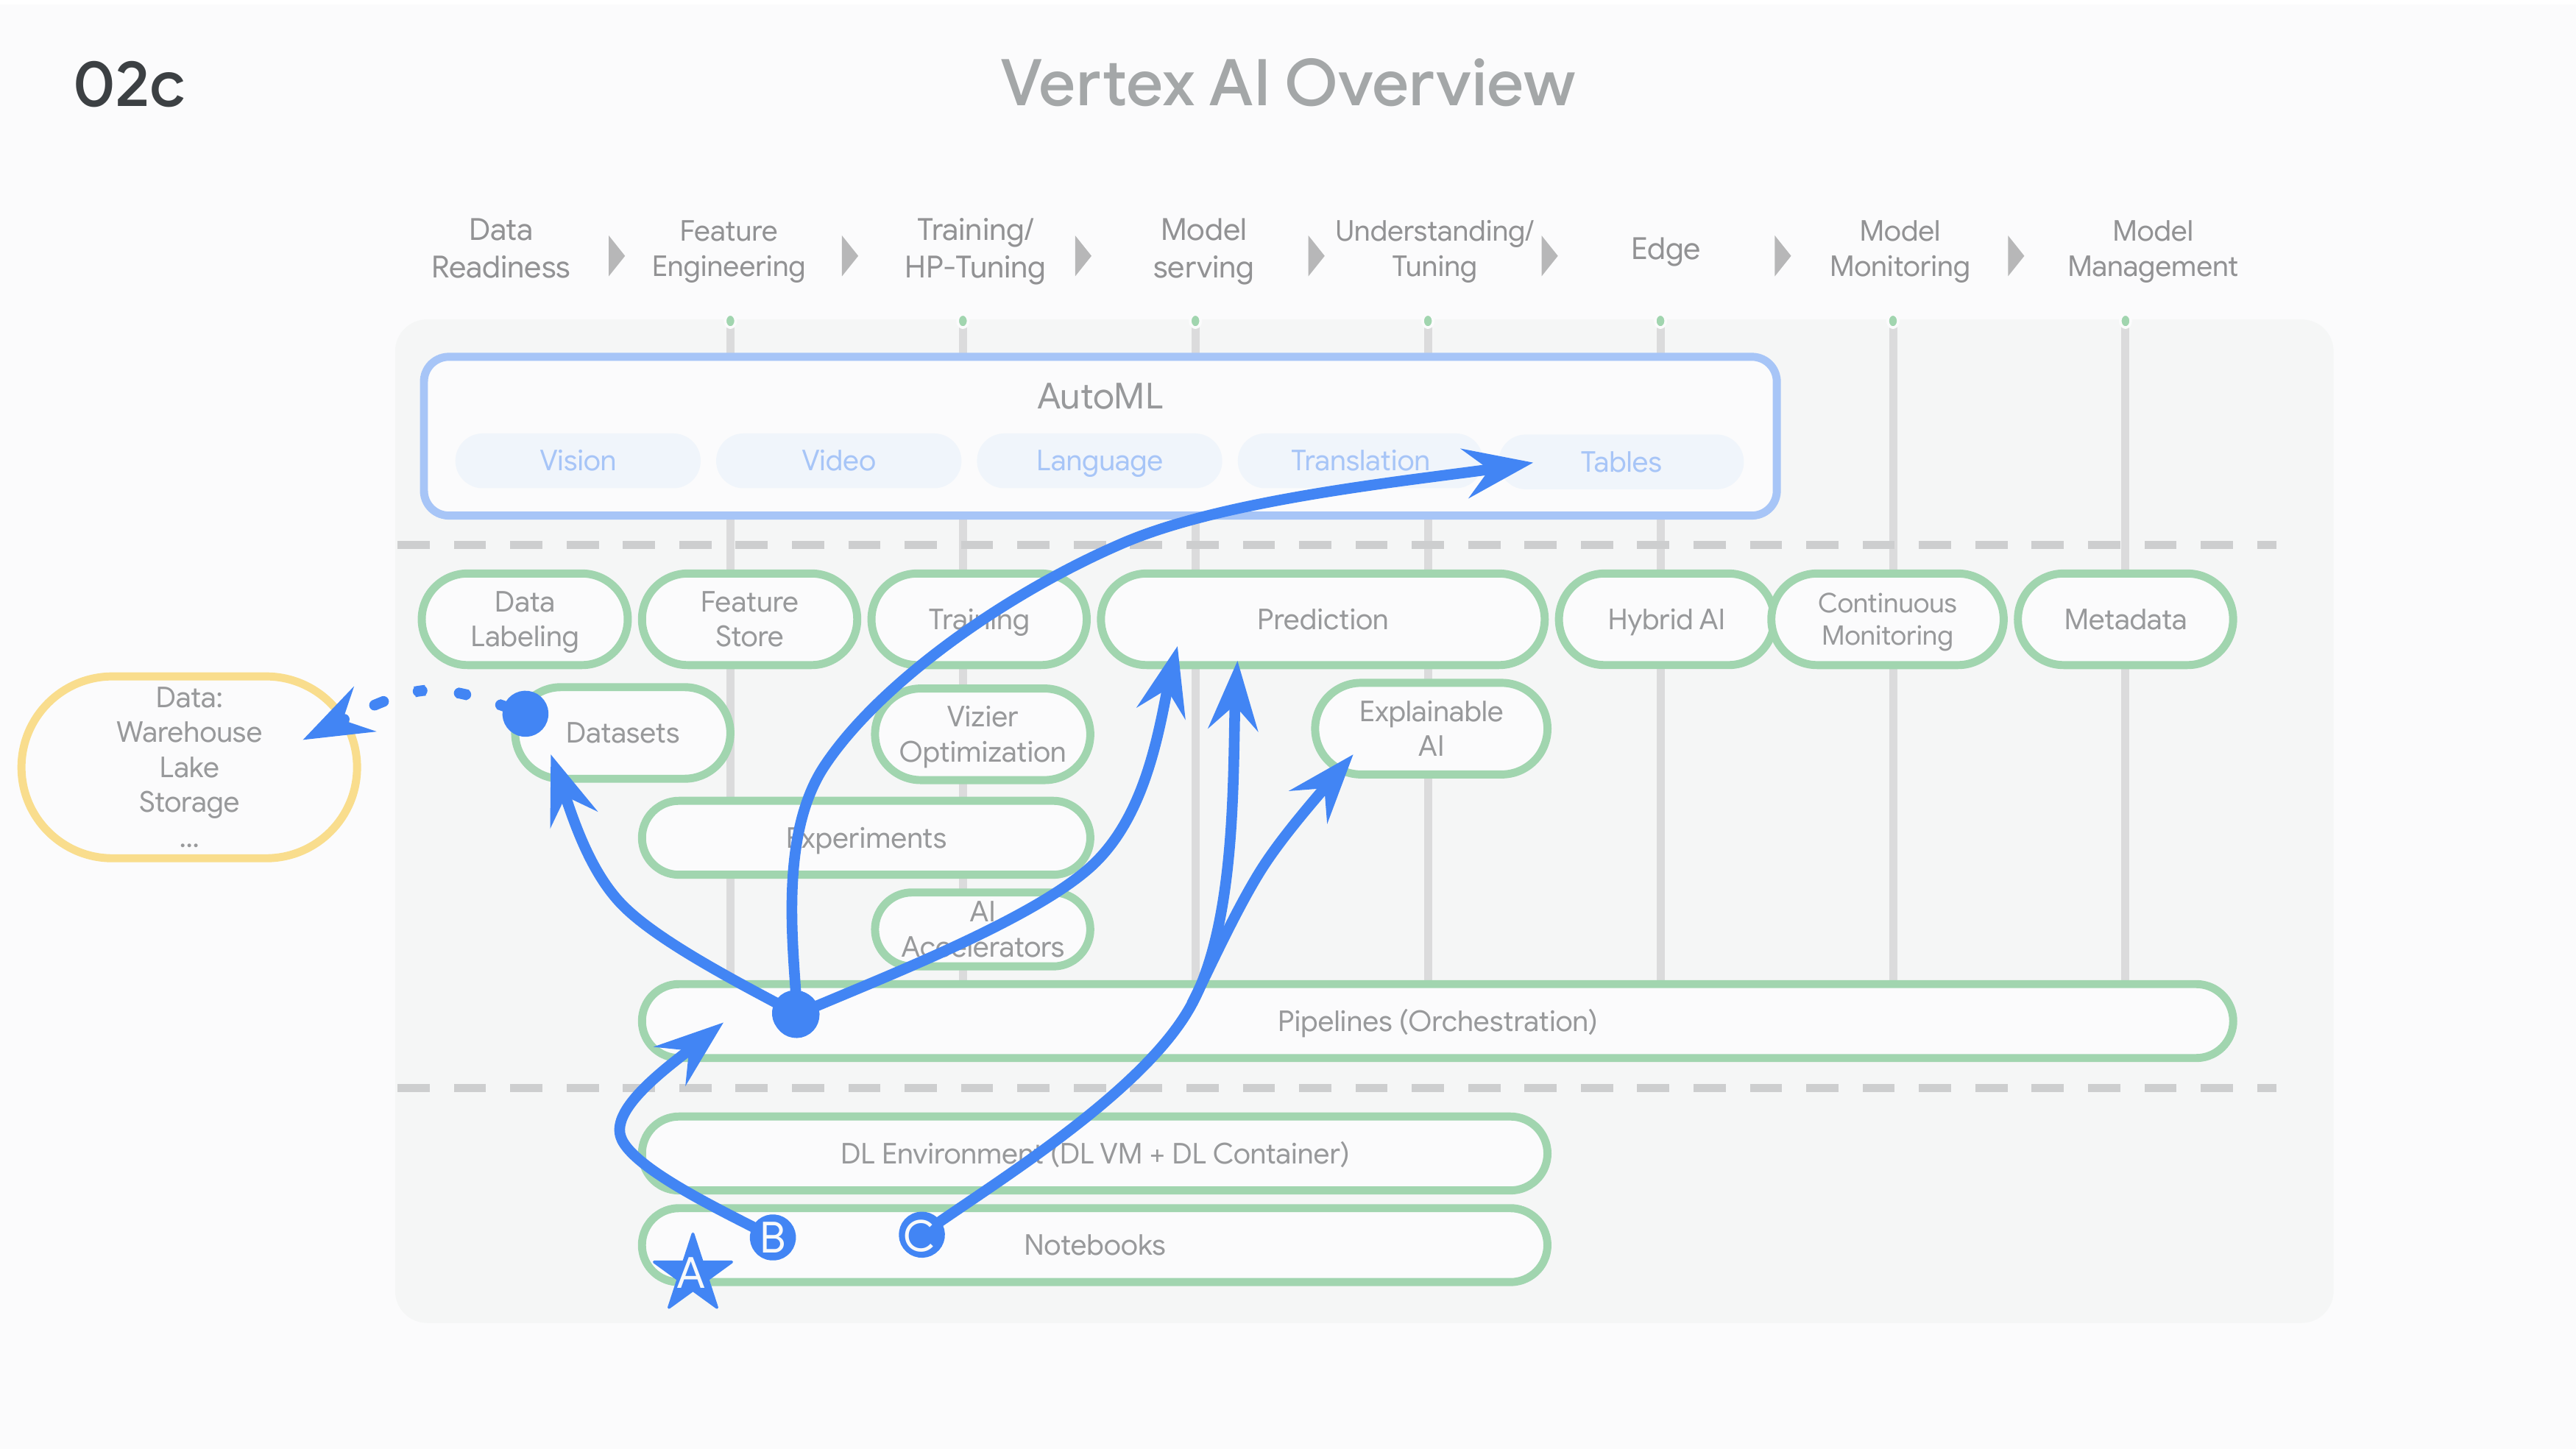 02c
Vertex AI Overview
Data
Readiness
Feature
Engineering
Training/
HP-Tuning
Model
serving
Understanding/
Tuning
Edge
Model
Monitoring
Model
Management
AutoML
Vision
Video
Language
Translation
Tables
Data
Labeling
Feature
Store
Training
Prediction
Hybrid AI
Continuous
Monitoring
Metadata
Data:
Warehouse
Lake
Storage
...
Datasets
Vizier
Optimization
Explainable
AI
Experiments
AI
Accelerators
Pipelines (Orchestration)
DL Environment (DL VM + DL Container)
A
B
C
Notebooks